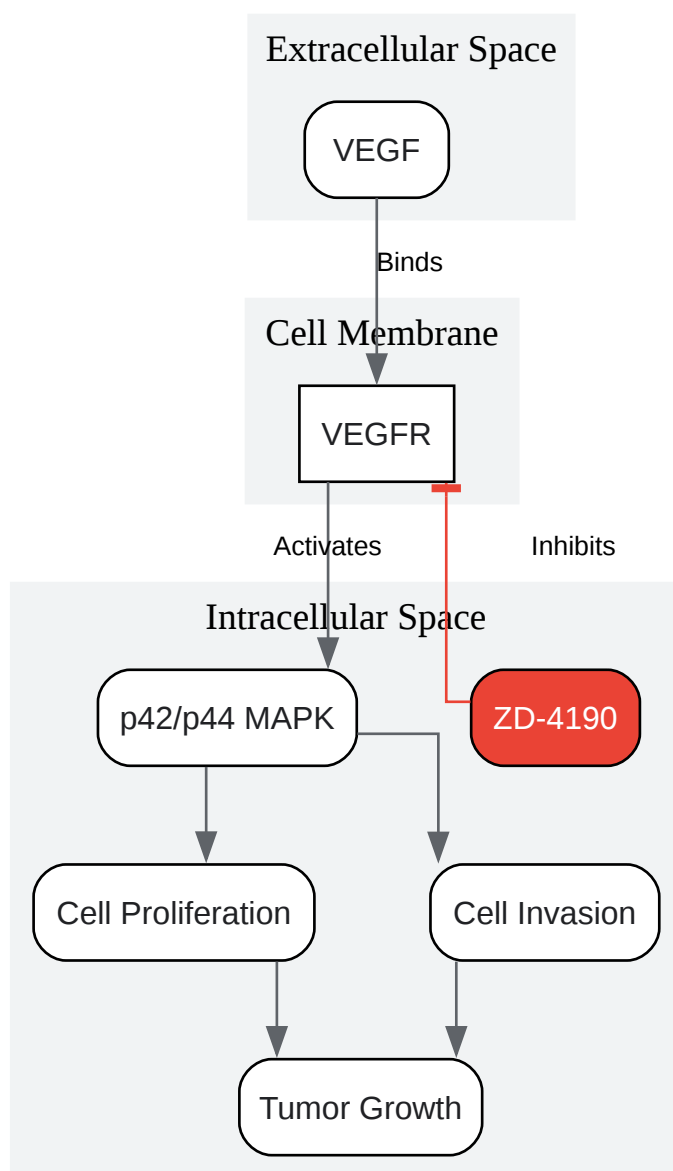 Extracellular Space
VEGF
Binds
Cell Membrane
VEGFR
Activates
Inhibits
Intracellular Space
p42/p44 MAPK
ZD-4190
Cell Proliferation
Cell Invasion
Tumor Growth